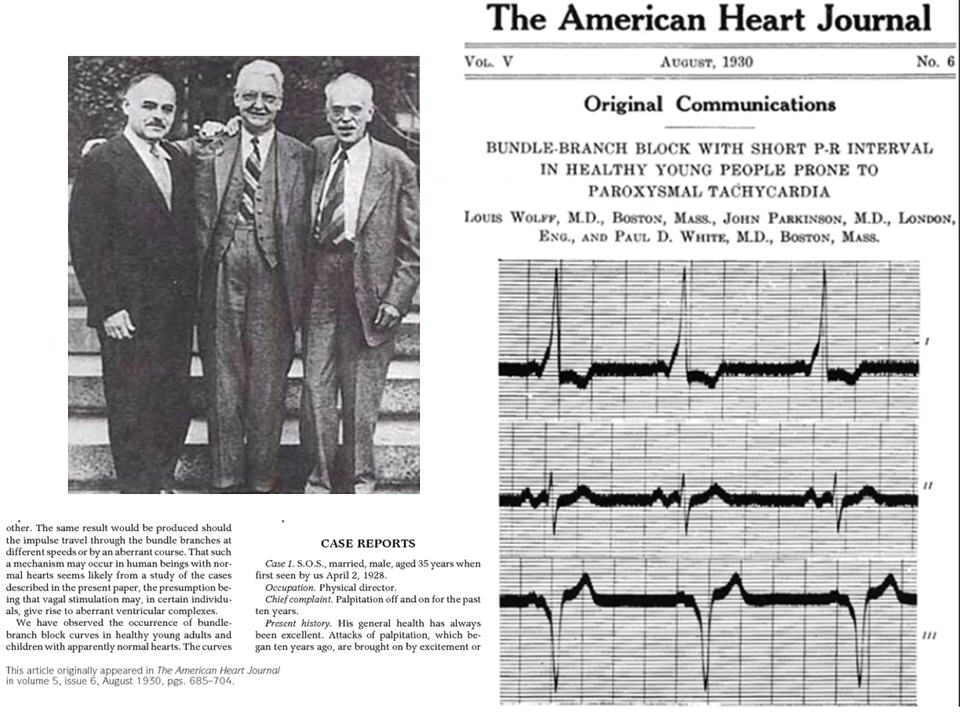 The American Heart Journal
VOL. V AUGUST, 1930 No. 6
Original Communications
BUNDLE-BRANCH BLOCK WITH SHORT P-R INTERVAL
IN HEALTHY YOUNG PEOPLE PRONE TO
PAROXYSMAL TACHYCARDIA
LOUIS WOLFF, M.D., BOSTON, MASS., JOHN PARKINSON, M.D., LONDON,
ENG., AND PAUL D. WHITE, M.D., BOSTON, MASS.
I
II
III
other. The same result would be produced should
the impulse travel through the bundle branches at
different speeds or by an aberrant course. That such
a mechanism may occur in human beings with nor-
mal hearts seems likely from a study of the cases
described in the present paper, the presumption be-
ing that vagal stimulation may, in certain individu-
als, give rise to aberrant ventricular complexes.
We have observed the occurrence of bundle-
branch block curves in healthy young adults and
children with apparently normal hearts. The curves
CASE REPORTS
Case 1. S.O.S., married, male, aged 35 years when
first seen by us April 2, 1928.
Occupation. Physical director.
Chief complaint. Palpitation off and on for the past
ten years.
Present history. His general health has always
been excellent. Attacks of palpitation, which be-
gan ten years ago, are brought on by excitement or
This article originally appeared in The American Heart Journal
in volume 5, issue 6, August 1930, pgs. 685–704.